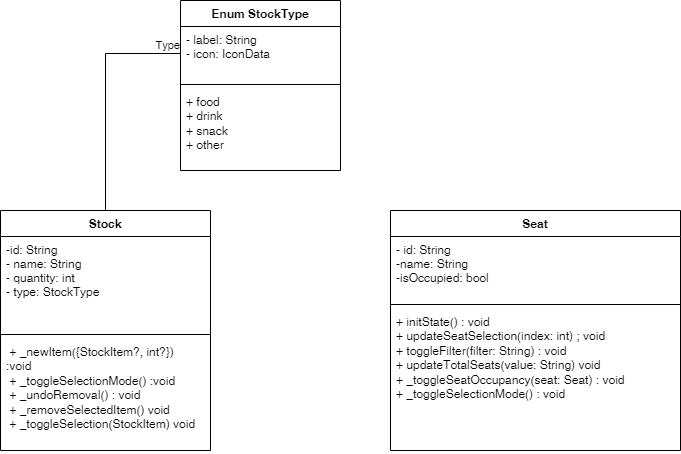 Enum StockType
- label: String
- icon: IconData
Type
+ food
+ drink
+ snack
+ other
Stock
-id: String
- name: String
- quantity: int
- type: StockType
+ _newItem({StockItem?, int?})
:void
+ _toggleSelectionMode() :void
+ _undoRemoval() : void
+ _removeSelectedItem() void
+ _toggleSelection(StockItem) void
Seat
- id: String
-name: String
-isOccupied: bool
+ initState() : void
+ updateSeatSelection(index: int) ; void
+ toggleFilter(filter: String) : void
+ updateTotalSeats(value: String) void
+ _toggleSeatOccupancy(seat: Seat) : void
+ _toggleSelectionMode() : void